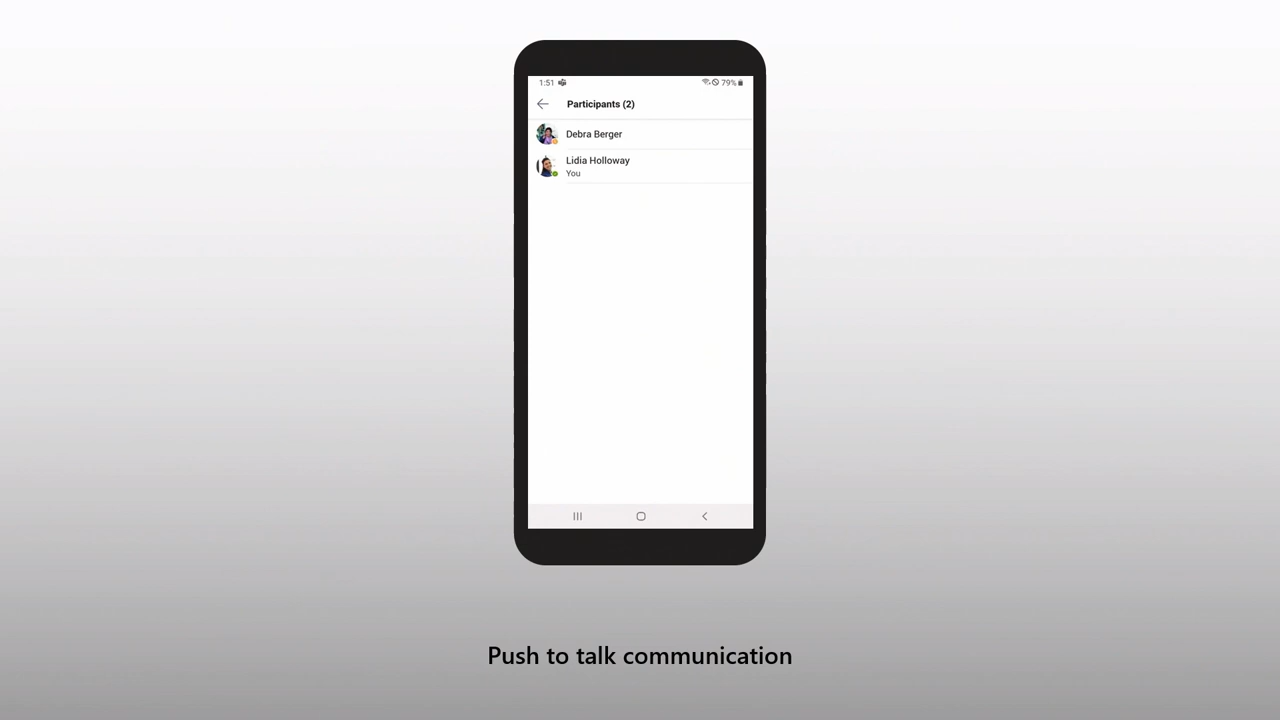 1:51
79%
Participants (2)
Debra Berger
Lidia Holloway
You
Push to talk communication